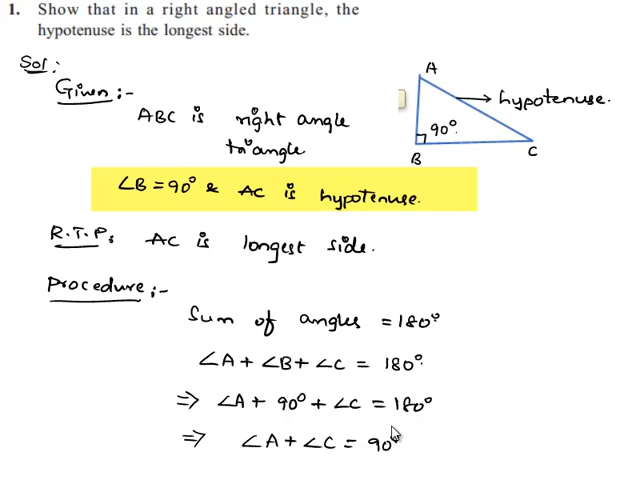 1. Show that in a right angled triangle, the
hypotenuse is the longest side.
Sol:
Given :-
ABC is right angle
triangle
A
hypotenuse.
90°.
B
C
∠B = 90° & AC is hypotenuse.
R.T.P: AC is longest side.
Procedure :-
Sum of angles = 180°
∠A + ∠B + ∠C = 180°.
⇒ ∠A + 90° + ∠C = 180°
⇒ ∠A + ∠C = 90°